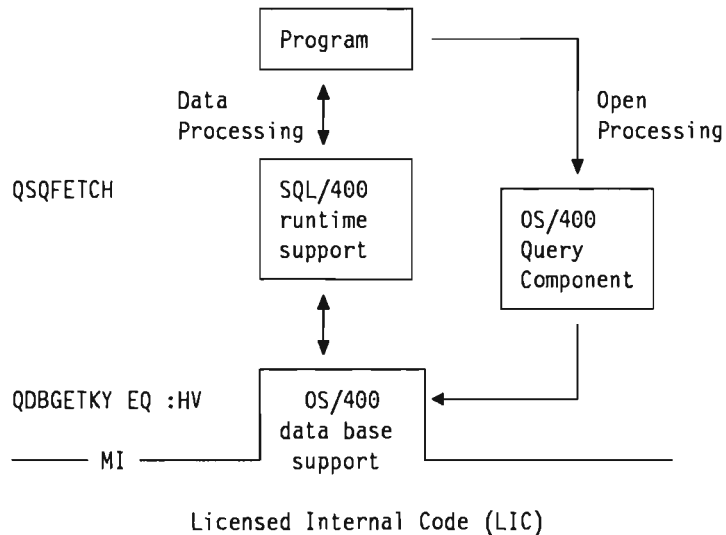 Program
Data
Processing
Open
Processing
QSQFETCH
SQL/400
runtime
support
OS/400
Query
Component
QDBGETKY EQ :HV
OS/400
data base
support
MI
Licensed Internal Code (LIC)